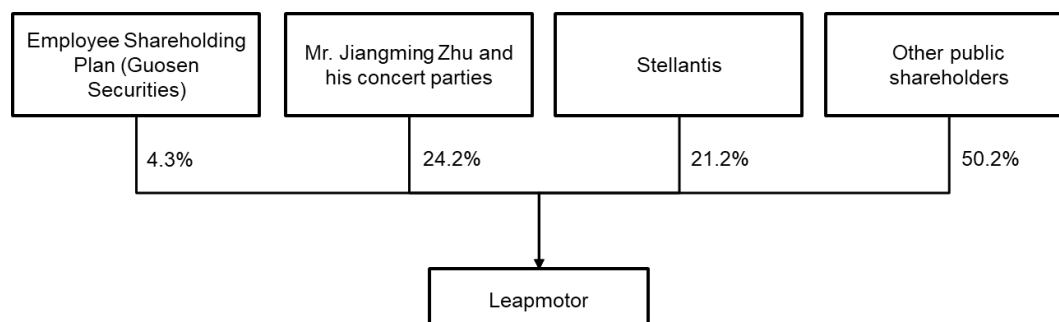 Employee Shareholding
Plan (Guosen
Securities)
Mr. Jiangming Zhu and
his concert parties
Stellantis
Other public
shareholders
4.3%
24.2%
21.2%
50.2%
Leapmotor